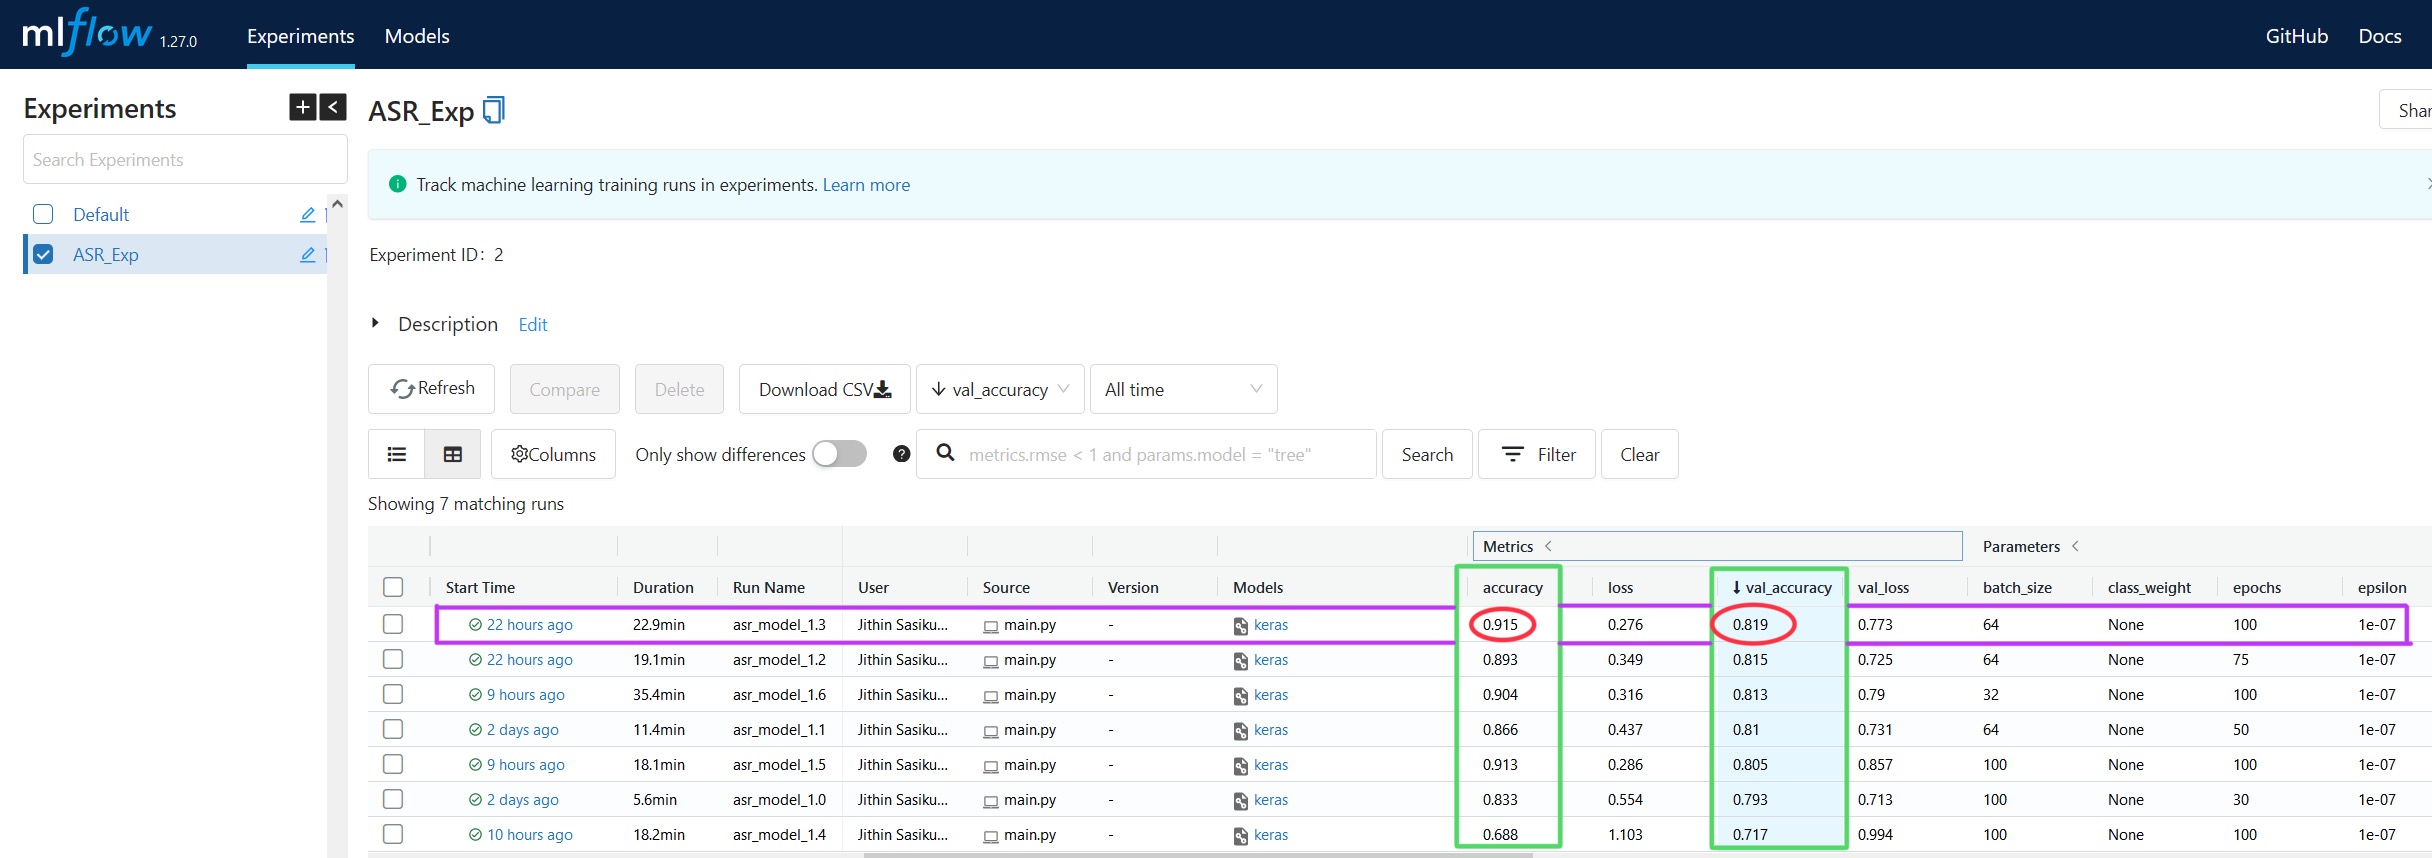 mlflow 1.27.0 Experiments Models GitHub Docs
Experiments
Search Experiments
Default
ASR_Exp
ASR_Exp
Track machine learning training runs in experiments. Learn more
Experiment ID: 2
Description Edit
Refresh Compare Delete Download CSV ↓ val_accuracy All time
Columns Only show differences metrics.rmse < 1 and params.model = "tree" Search Filter Clear
Showing 7 matching runs
Metrics < Parameters <
Start Time Duration Run Name User Source Version Models accuracy loss ↓ val_accuracy val_loss batch_size class_weight epochs epsilon
22 hours ago 22.9min asr_model_1.3 Jithin Sasiku... main.py - keras 0.915 0.276 0.819 0.773 64 None 100 1e-07
22 hours ago 19.1min asr_model_1.2 Jithin Sasiku... main.py - keras 0.893 0.349 0.815 0.725 64 None 75 1e-07
9 hours ago 35.4min asr_model_1.6 Jithin Sasiku... main.py - keras 0.904 0.316 0.813 0.79 32 None 100 1e-07
2 days ago 11.4min asr_model_1.1 Jithin Sasiku... main.py - keras 0.866 0.437 0.81 0.731 64 None 50 1e-07
9 hours ago 18.1min asr_model_1.5 Jithin Sasiku... main.py - keras 0.913 0.286 0.805 0.857 100 None 100 1e-07
2 days ago 5.6min asr_model_1.0 Jithin Sasiku... main.py - keras 0.833 0.554 0.793 0.713 100 None 30 1e-07
10 hours ago 18.2min asr_model_1.4 Jithin Sasiku... main.py - keras 0.688 1.103 0.717 0.994 100 None 100 1e-07